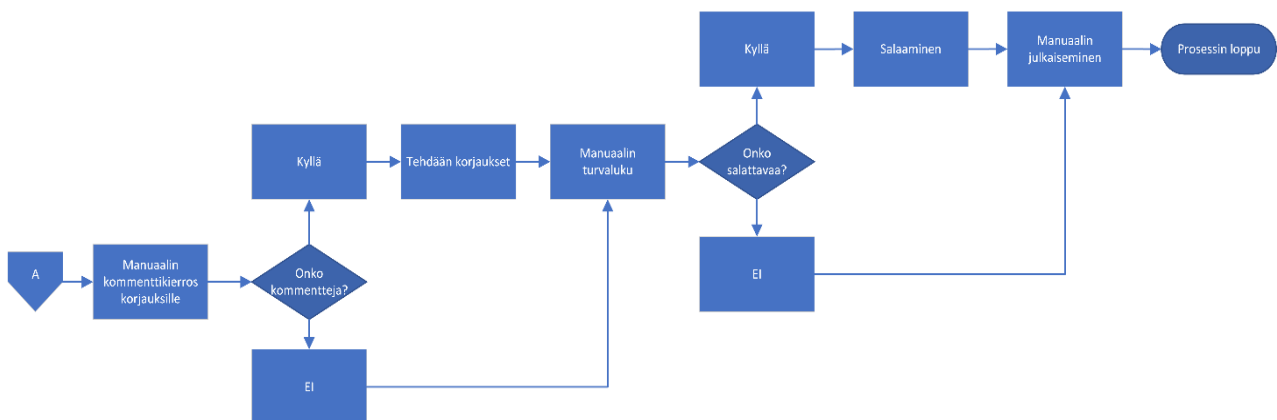 A
Manuaalin
kommenttikierros
korjauksille
Onko
kommentteja?
Kyllä
Tehdään korjaukset
EI
Manuaalin
turvaluku
Onko
salattavaa?
Kyllä
Salaaminen
EI
Manuaalin
julkaiseminen
Prosessin loppu